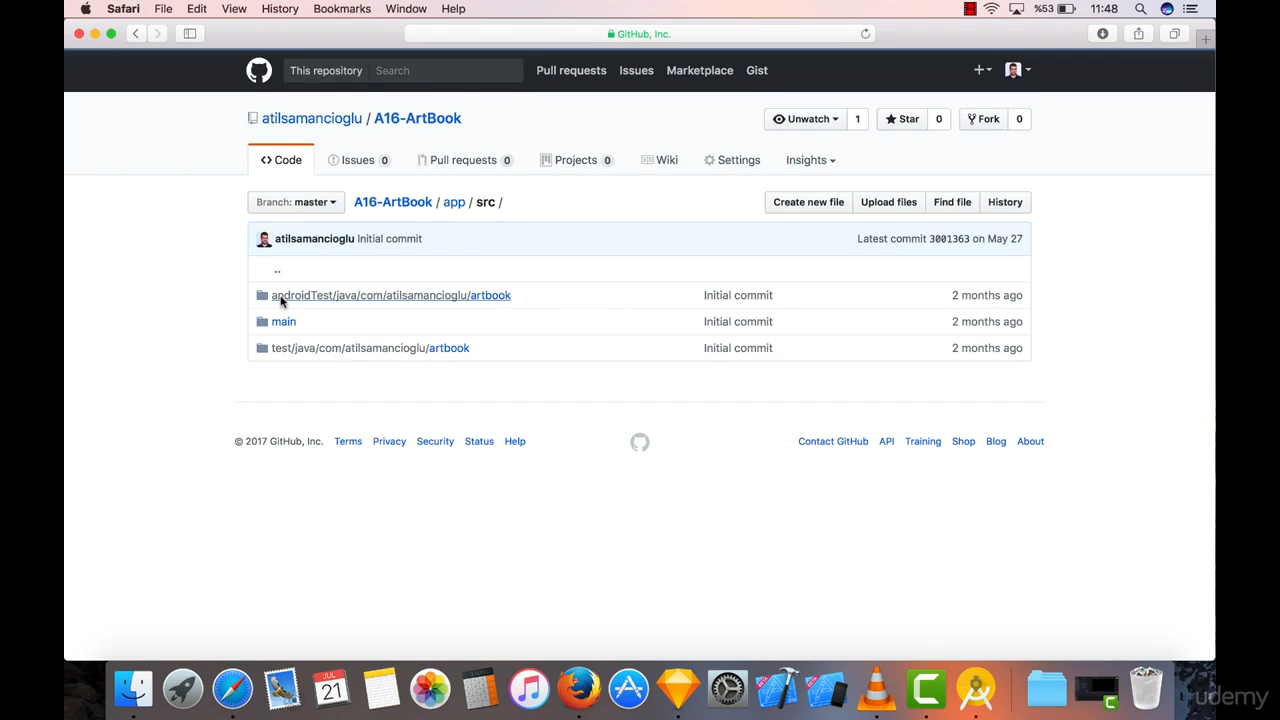 Safari File Edit View History Bookmarks Window Help %53 11:48
GitHub, Inc.
This repository Search Pull requests Issues Marketplace Gist
atilsamancioglu / A16-ArtBook Unwatch 1 Star 0 Fork 0
Code Issues 0 Pull requests 0 Projects 0 Wiki Settings Insights
Branch: master A16-ArtBook / app / src / Create new file Upload files Find file History
atilsamancioglu Initial commit Latest commit 3001363 on May 27
..
androidTest/java/com/atilsamancioglu/artbook Initial commit 2 months ago
main Initial commit 2 months ago
test/java/com/atilsamancioglu/artbook Initial commit 2 months ago
© 2017 GitHub, Inc. Terms Privacy Security Status Help Contact GitHub API Training Shop Blog About
JUL
21
udemy